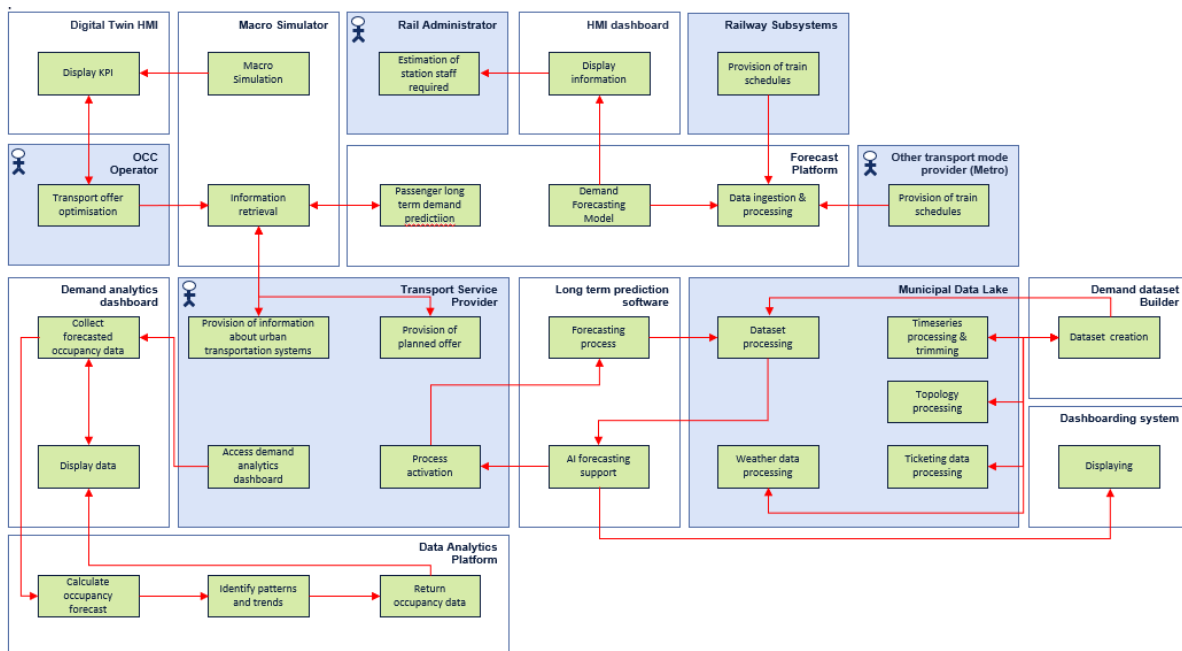 Digital Twin HMI
Display KPI
Macro Simulator
Macro
Simulation
Rail Administrator
Estimation of
station staff
required
HMI dashboard
Display
information
Railway Subsystems
Provision of train
schedules
OCC
Operator
Transport offer
optimisation
Information
retrieval
Forecast
Platform
Passenger long
term demand
predictiion
Demand
Forecasting
Model
Data ingestion &
processing
Other transport mode
provider (Metro)
Provision of train
schedules
Demand analytics
dashboard
Collect
forecasted
occupancy data
Display data
Transport Service
Provider
Provision of information
about urban
transportation systems
Provision of
planned offer
Access demand
analytics
dashboard
Process
activation
Long term prediction
software
Forecasting
process
AI forecasting
support
Municipal Data Lake
Dataset
processing
Timeseries
processing &
trimming
Topology
processing
Weather data
processing
Ticketing data
processing
Demand dataset
Builder
Dataset creation
Dashboarding system
Displaying
Data Analytics
Platform
Calculate
occupancy
forecast
Identify patterns
and trends
Return
occupancy data